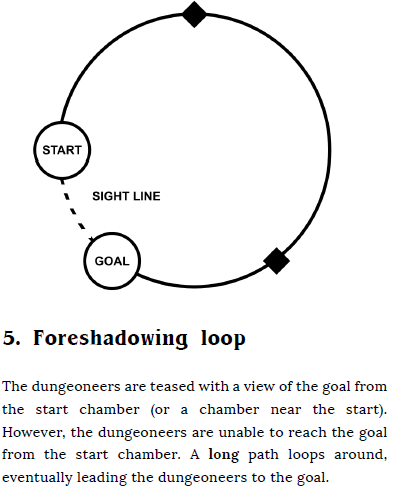 START
SIGHT LINE
GOAL
5. Foreshadowing loop
The dungeoneers are teased with a view of the goal from
the start chamber (or a chamber near the start).
However, the dungeoneers are unable to reach the goal
from the start chamber. A long path loops around,
eventually leading the dungeoneers to the goal.